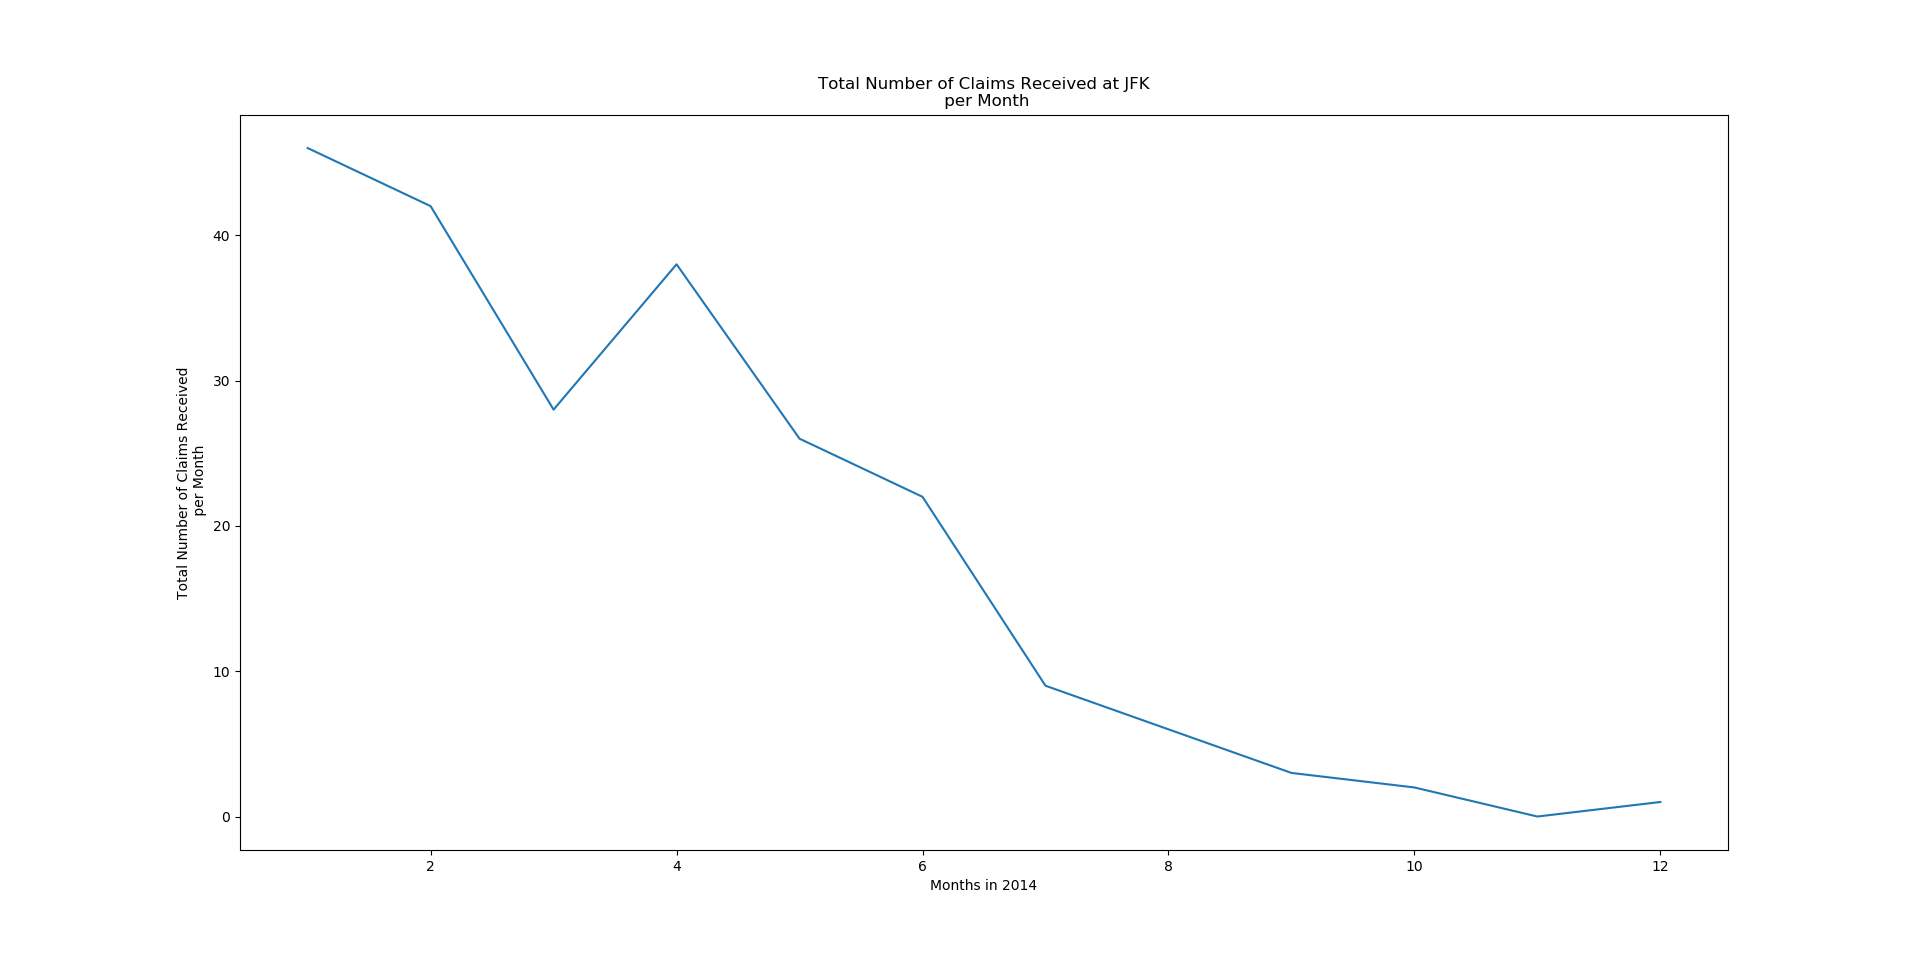 Total Number of Claims Received at JFK
per Month
Total Number of Claims Received
per Month
40
30
20
10
0
2
4
6
8
10
12
Months in 2014